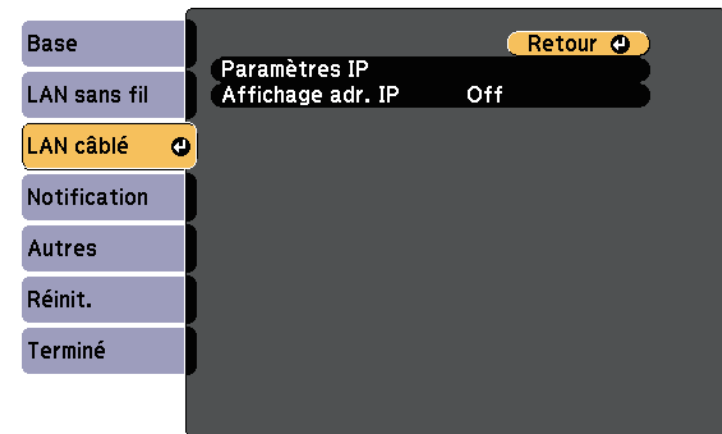 Base
LAN sans fil
LAN câblé
Notification
Autres
Réinit.
Terminé
Retour
Paramètres IP
Affichage adr. IP Off